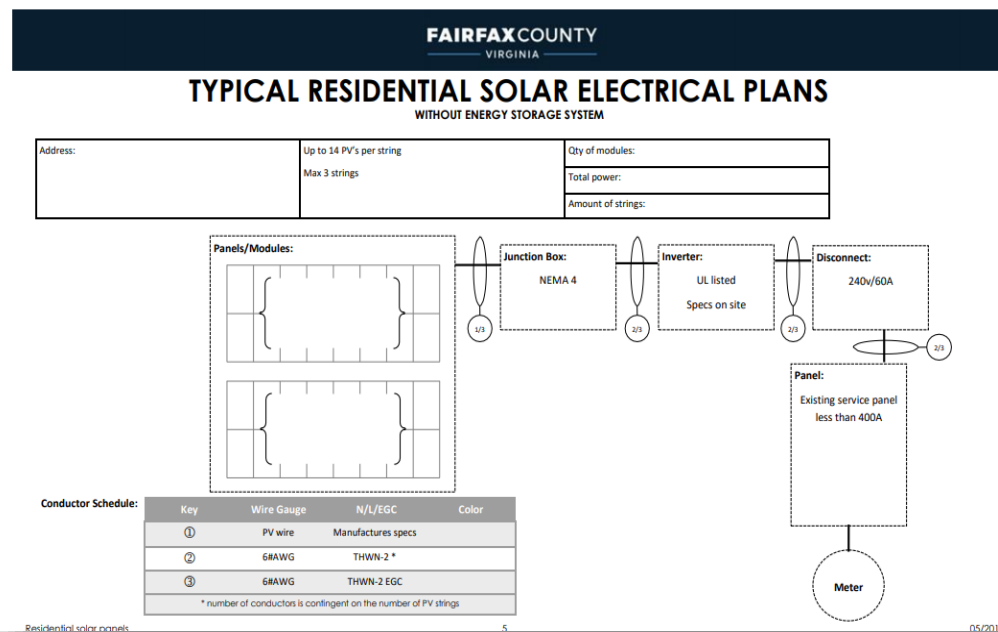 FAIRFAX COUNTY
VIRGINIA
TYPICAL RESIDENTIAL SOLAR ELECTRICAL PLANS
WITHOUT ENERGY STORAGE SYSTEM
Address:
Up to 14 PV's per string
Max 3 strings
Qty of modules:
Total power:
Amount of strings:
Panels/Modules:
Junction Box:
NEMA 4
Inverter:
UL listed
Specs on site
Disconnect:
240v/60A
1/3
2/3
2/3
2/3
Panel:
Existing service panel
less than 400A
Meter
Conductor Schedule:
Key Wire Gauge N/L/EGC Color
① PV wire Manufactures specs
② 6#AWG THWN-2 *
③ 6#AWG THWN-2 EGC
* number of conductors is contingent on the number of PV strings
Residential solar panels 5 05/201